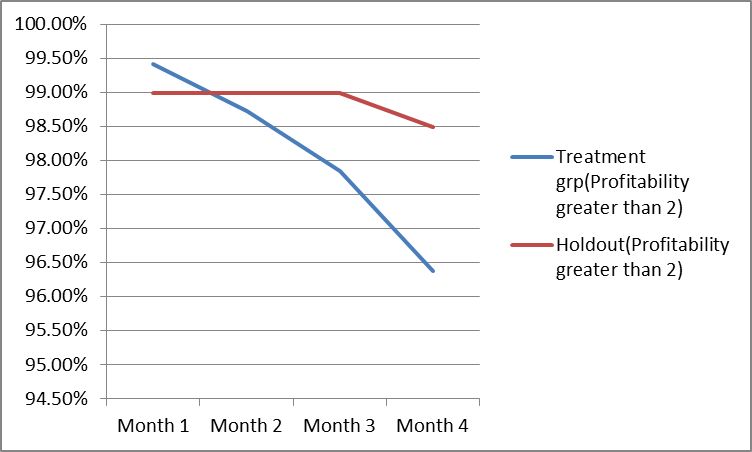 100.00%
99.50%
99.00%
98.50%
98.00%
97.50%
97.00%
96.50%
96.00%
95.50%
95.00%
94.50%
Month 1 Month 2 Month 3 Month 4
Treatment
grp(Profitability
greater than 2)
Holdout(Profitability
greater than 2)